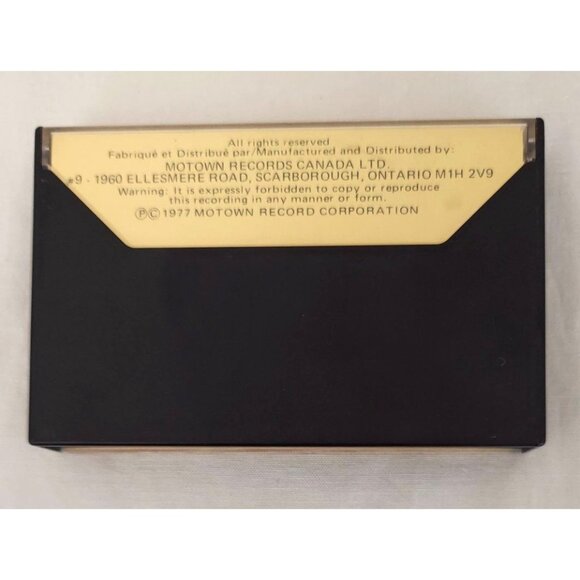 All rights reserved
Fabriqué et Distribué par/Manufactured and Distributed by:
MOTOWN RECORDS CANADA LTD.
#9 - 1960 ELLESMERE ROAD, SCARBOROUGH, ONTARIO M1H 2V9
Warning: It is expressly forbidden to copy or reproduce
this recording in any manner or form.
ⓅⒸ 1977 MOTOWN RECORD CORPORATION